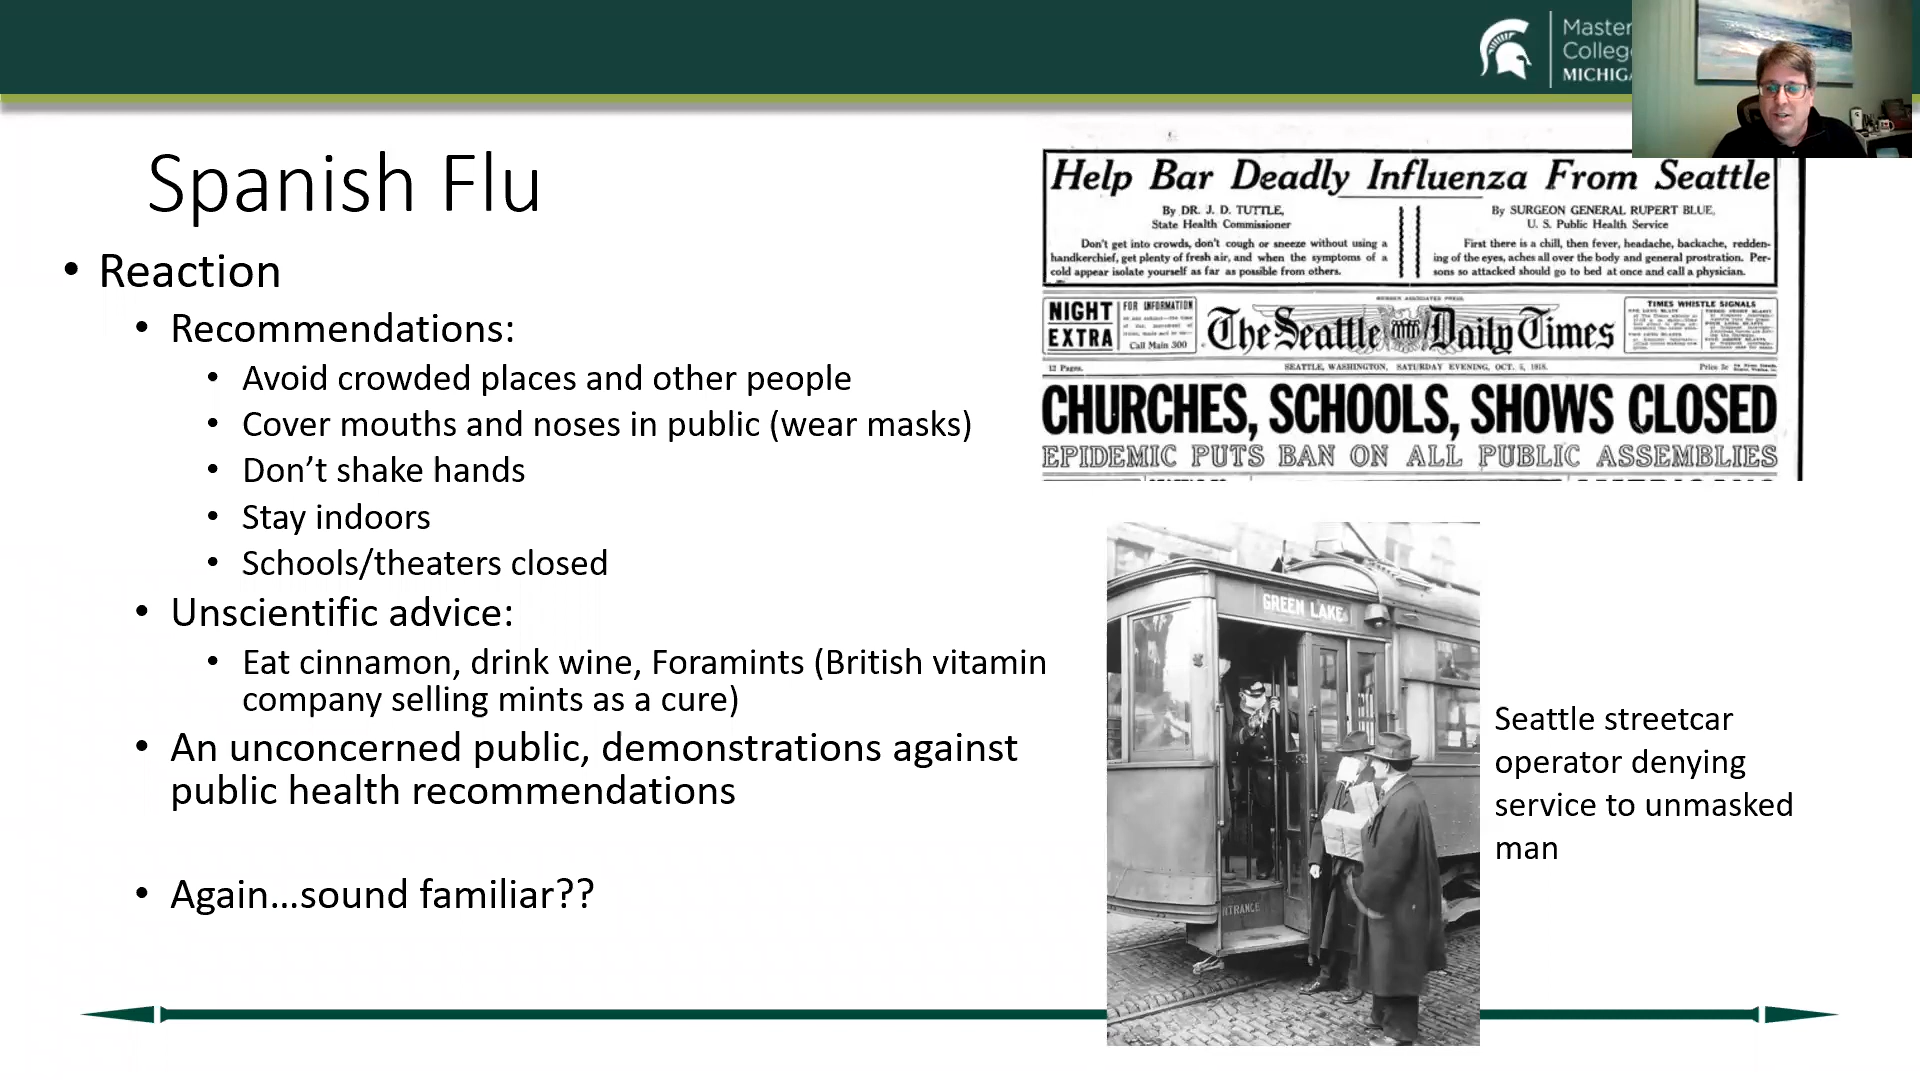 Master
Colleg
MICHIGA
Spanish Flu
• Reaction
• Recommendations:
• Avoid crowded places and other people
• Cover mouths and noses in public (wear masks)
• Don’t shake hands
• Stay indoors
• Schools/theaters closed
• Unscientific advice:
• Eat cinnamon, drink wine, Foramints (British vitamin
company selling mints as a cure)
• An unconcerned public, demonstrations against
public health recommendations
• Again…sound familiar??
Help Bar Deadly Influenza From Seattle
By DR. J. D. TUTTLE,
State Health Commissioner
Don't get into crowds, don't cough or sneeze without using a
handkerchief, get plenty of fresh air, and when the symptoms of a
cold appear isolate yourself as far as possible from others.
By SURGEON GENERAL RUPERT BLUE,
U. S. Public Health Service
First there is a chill, then fever, headache, backache, redden-
ing of the eyes, aches all over the body and general prostration. Per-
sons so attacked should go to bed at once and call a physician.
NIGHT
EXTRA
FOR INFORMATION
Call Main 300
The Seattle Daily Times
TIMES WHISTLE SIGNALS
12 Pages.
SEATTLE, WASHINGTON, SATURDAY EVENING, OCT. 5, 1918.
Price 5c
CHURCHES, SCHOOLS, SHOWS CLOSED
EPIDEMIC PUTS BAN ON ALL PUBLIC ASSEMBLIES
GREEN LAKE
NTRANCE
Seattle streetcar
operator denying
service to unmasked
man